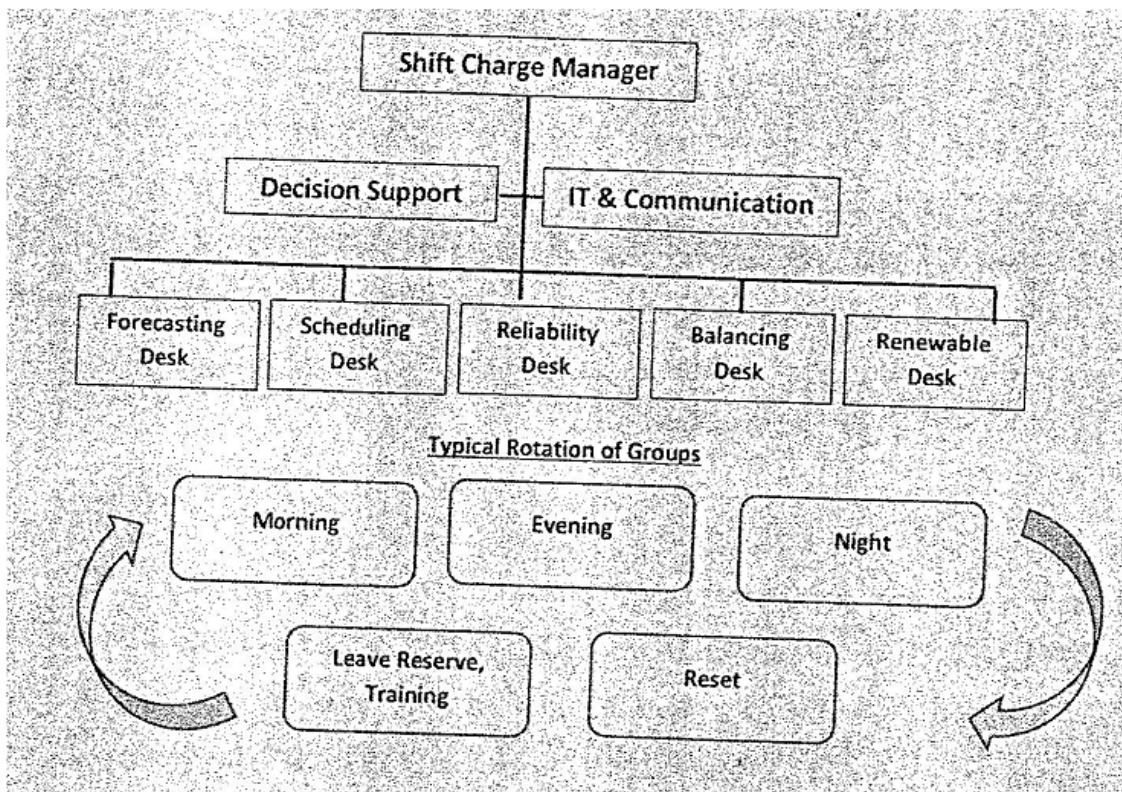 Shift Charge Manager
Decision Support
IT & Communication
Forecasting
Desk
Scheduling
Desk
Reliability
Desk
Balancing
Desk
Renewable
Desk
Typical Rotation of Groups
Morning
Evening
Night
Leave Reserve,
Training
Reset